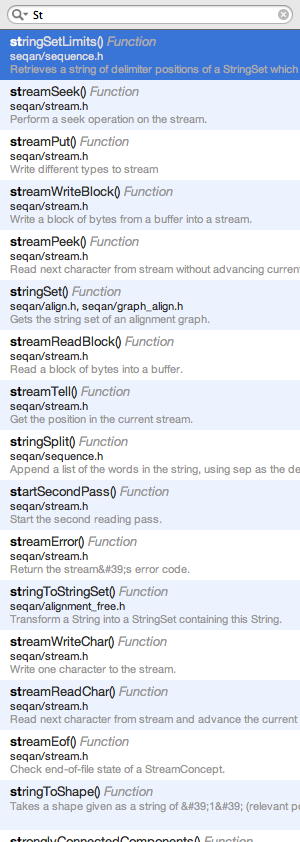 St
stringSetLimits() Function
seqan/sequence.h
Retrieves a string of delimiter positions of a StringSet which
streamSeek() Function
seqan/stream.h
Perform a seek operation on the stream.
streamPut() Function
seqan/stream.h
Write different types to stream
streamWriteBlock() Function
seqan/stream.h
Write a block of bytes from a buffer into a stream.
streamPeek() Function
seqan/stream.h
Read next character from stream without advancing current
stringSet() Function
seqan/align.h, seqan/graph_align.h
Gets the string set of an alignment graph.
streamReadBlock() Function
seqan/stream.h
Read a block of bytes into a buffer.
streamTell() Function
seqan/stream.h
Get the position in the current stream.
stringSplit() Function
seqan/sequence.h
Append a list of the words in the string, using sep as the de
startSecondPass() Function
seqan/stream.h
Start the second reading pass.
streamError() Function
seqan/stream.h
Return the stream&#39;s error code.
stringToStringSet() Function
seqan/alignment_free.h
Transform a String into a StringSet containing this String.
streamWriteChar() Function
seqan/stream.h
Write one character to the stream.
streamReadChar() Function
seqan/stream.h
Read next character from stream and advance the current
streamEof() Function
seqan/stream.h
Check end-of-file state of a StreamConcept.
stringToShape() Function
Takes a shape given as a string of &#39;1&#39; (relevant po
stronglyConnectedComponents() Function